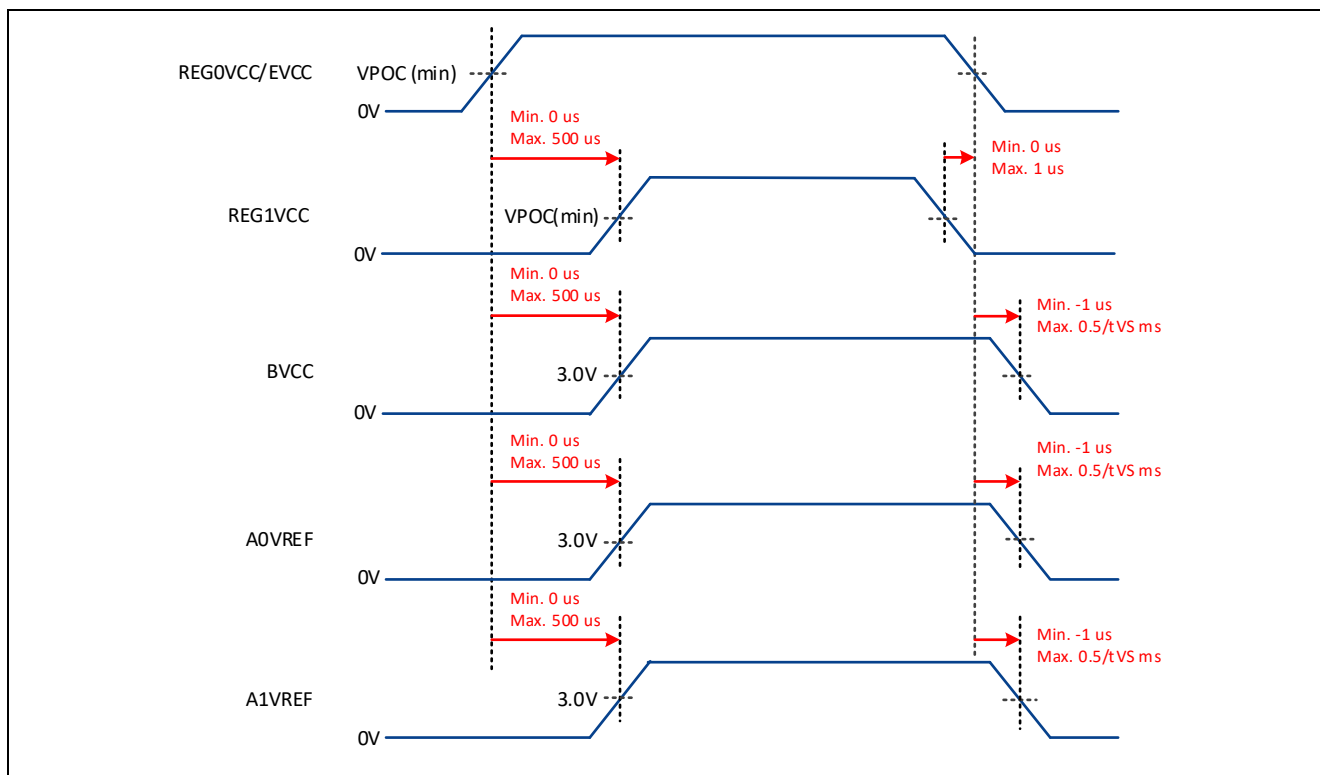 REG0VCC/EVCC
VPOC (min)
0V
Min. 0 us
Max. 500 us
Min. 0 us
Max. 1 us
REG1VCC
VPOC(min)
0V
Min. 0 us
Max. 500 us
Min. -1 us
Max. 0.5/tVS ms
BVCC
3.0V
0V
Min. 0 us
Max. 500 us
Min. -1 us
Max. 0.5/tVS ms
A0VREF
3.0V
0V
Min. 0 us
Max. 500 us
Min. -1 us
Max. 0.5/tVS ms
A1VREF
3.0V
0V